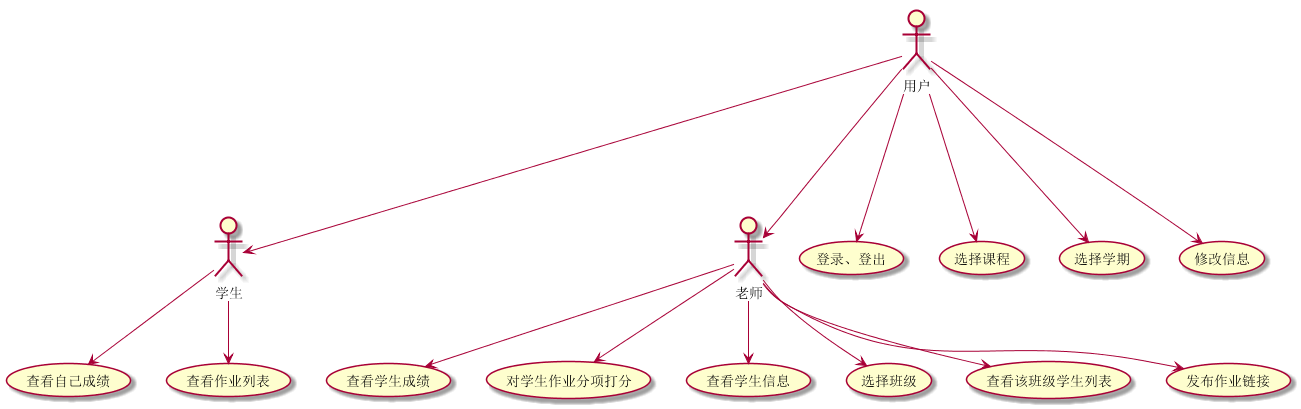 用户
学生
老师
登录、登出
选择课程
选择学期
修改信息
查看自己成绩
查看作业列表
查看学生成绩
对学生作业分项打分
查看学生信息
选择班级
查看该班级学生列表
发布作业链接